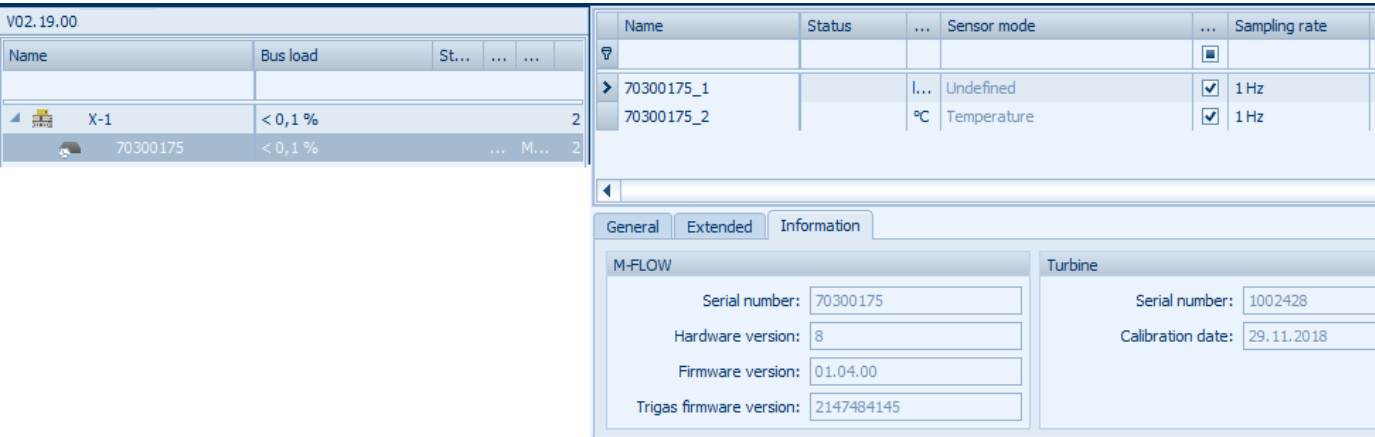 V02.19.00
Name Bus load St... ... ...
X-1 < 0,1 % 2
70300175 < 0,1 % ... M... 2
Name Status ... Sensor mode ... Sampling rate
70300175_1 l... Undefined 1 Hz
70300175_2 °C Temperature 1 Hz
General Extended Information
M-FLOW
Serial number: 70300175
Hardware version: 8
Firmware version: 01.04.00
Trigas firmware version: 2147484145
Turbine
Serial number: 1002428
Calibration date: 29.11.2018